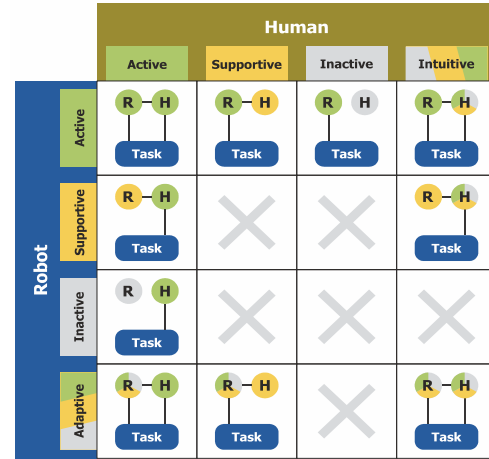 Human
Active Supportive Inactive Intuitive
Robot
Active
R H R H R H R H
Task Task Task Task
Supportive
R H R H
Task Task
Inactive
R H
Task
Adaptive
R H R H R H
Task Task Task